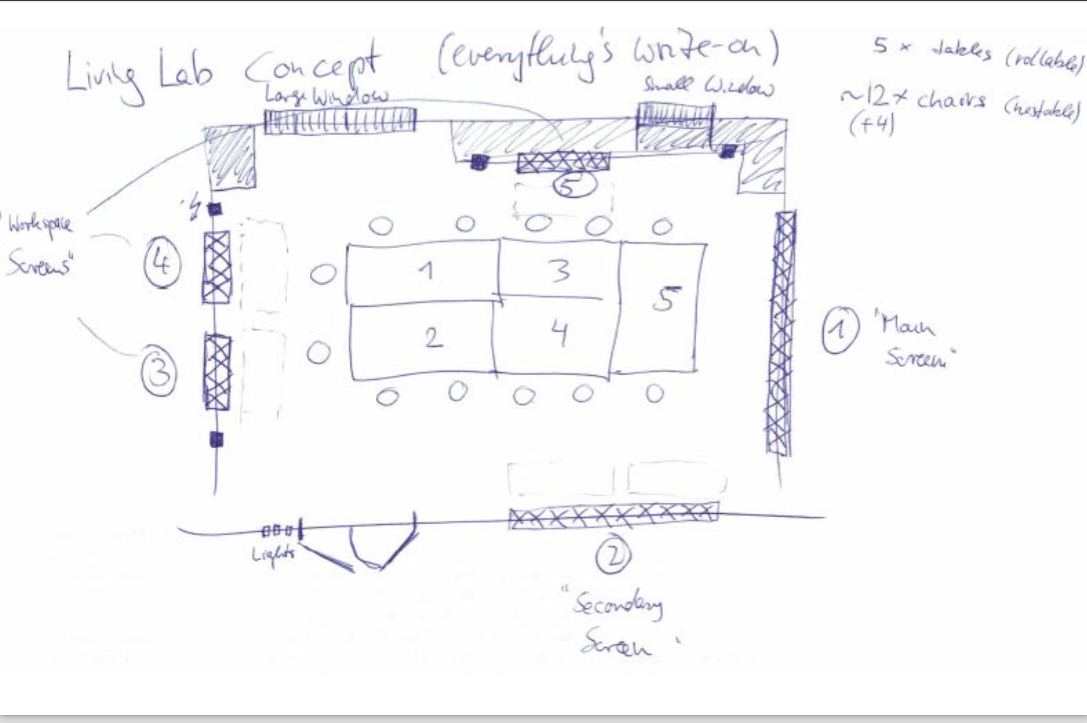 Living Lab Concept (everything's write-on)
5 x tables (rollable)
~12 x chairs (nestable)
(+4)
Large Window
Small Window
"Workspace
Screens"
5
4
3
1
3
5
2
4
1
"Main
Screen"
Lights
2
"Secondary
Screen"